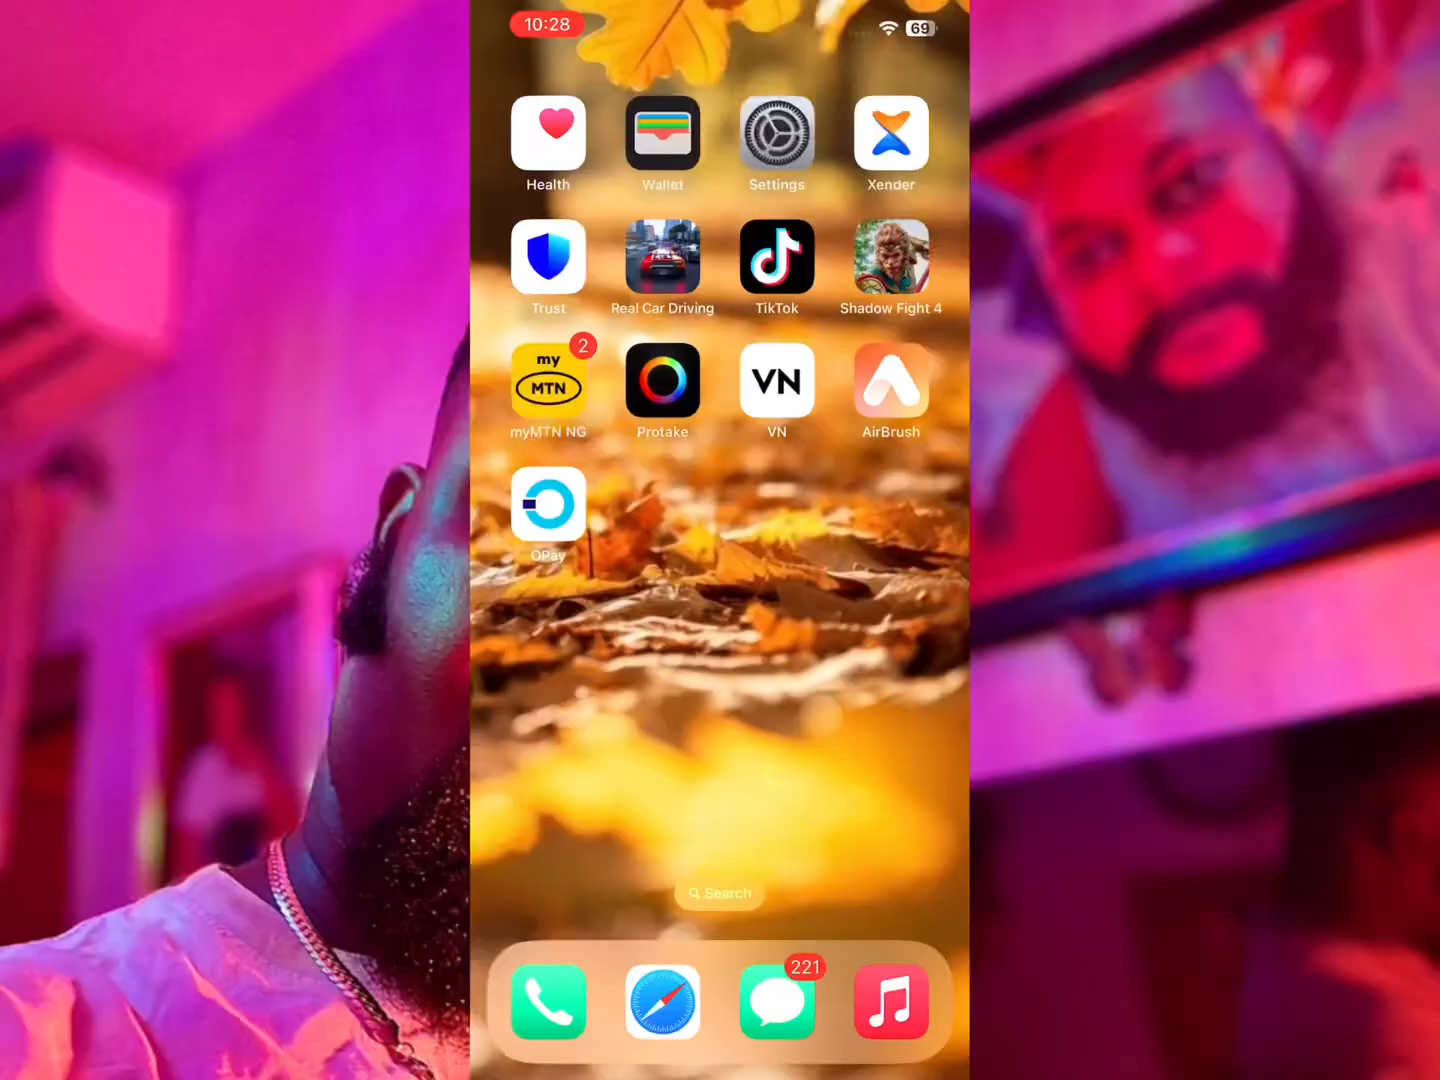 10:28
69
Health Wallet Settings Xender
Trust Real Car Driving TikTok Shadow Fight 4
2
my
MTN
VN
myMTN NG Protake VN AirBrush
OPay
Search
221